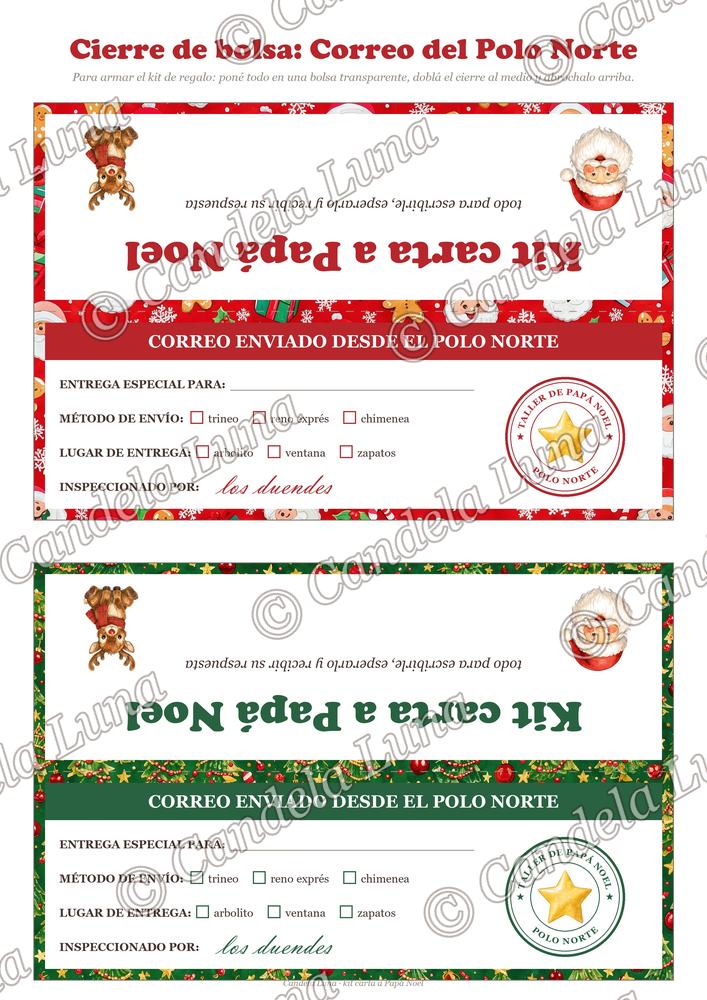 Cierre de bolsa: Correo del Polo Norte
Para armar el kit de regalo: poné todo en una bolsa transparente, doblá el cierre al medio y abrochalo arriba.
Kit carta a Papá Noel
todo para escribirle, esperarlo y recibir su respuesta
CORREO ENVIADO DESDE EL POLO NORTE
ENTREGA ESPECIAL PARA:
MÉTODO DE ENVÍO: trineo reno exprés chimenea
LUGAR DE ENTREGA: arbolito ventana zapatos
INSPECCIONADO POR: los duendes
TALLER DE PAPÁ NOEL
POLO NORTE
Kit carta a Papá Noel
todo para escribirle, esperarlo y recibir su respuesta
CORREO ENVIADO DESDE EL POLO NORTE
ENTREGA ESPECIAL PARA:
MÉTODO DE ENVÍO: trineo reno exprés chimenea
LUGAR DE ENTREGA: arbolito ventana zapatos
INSPECCIONADO POR: los duendes
TALLER DE PAPÁ NOEL
POLO NORTE
Candela Luna - kit carta a Papá Noel
© Candela Luna